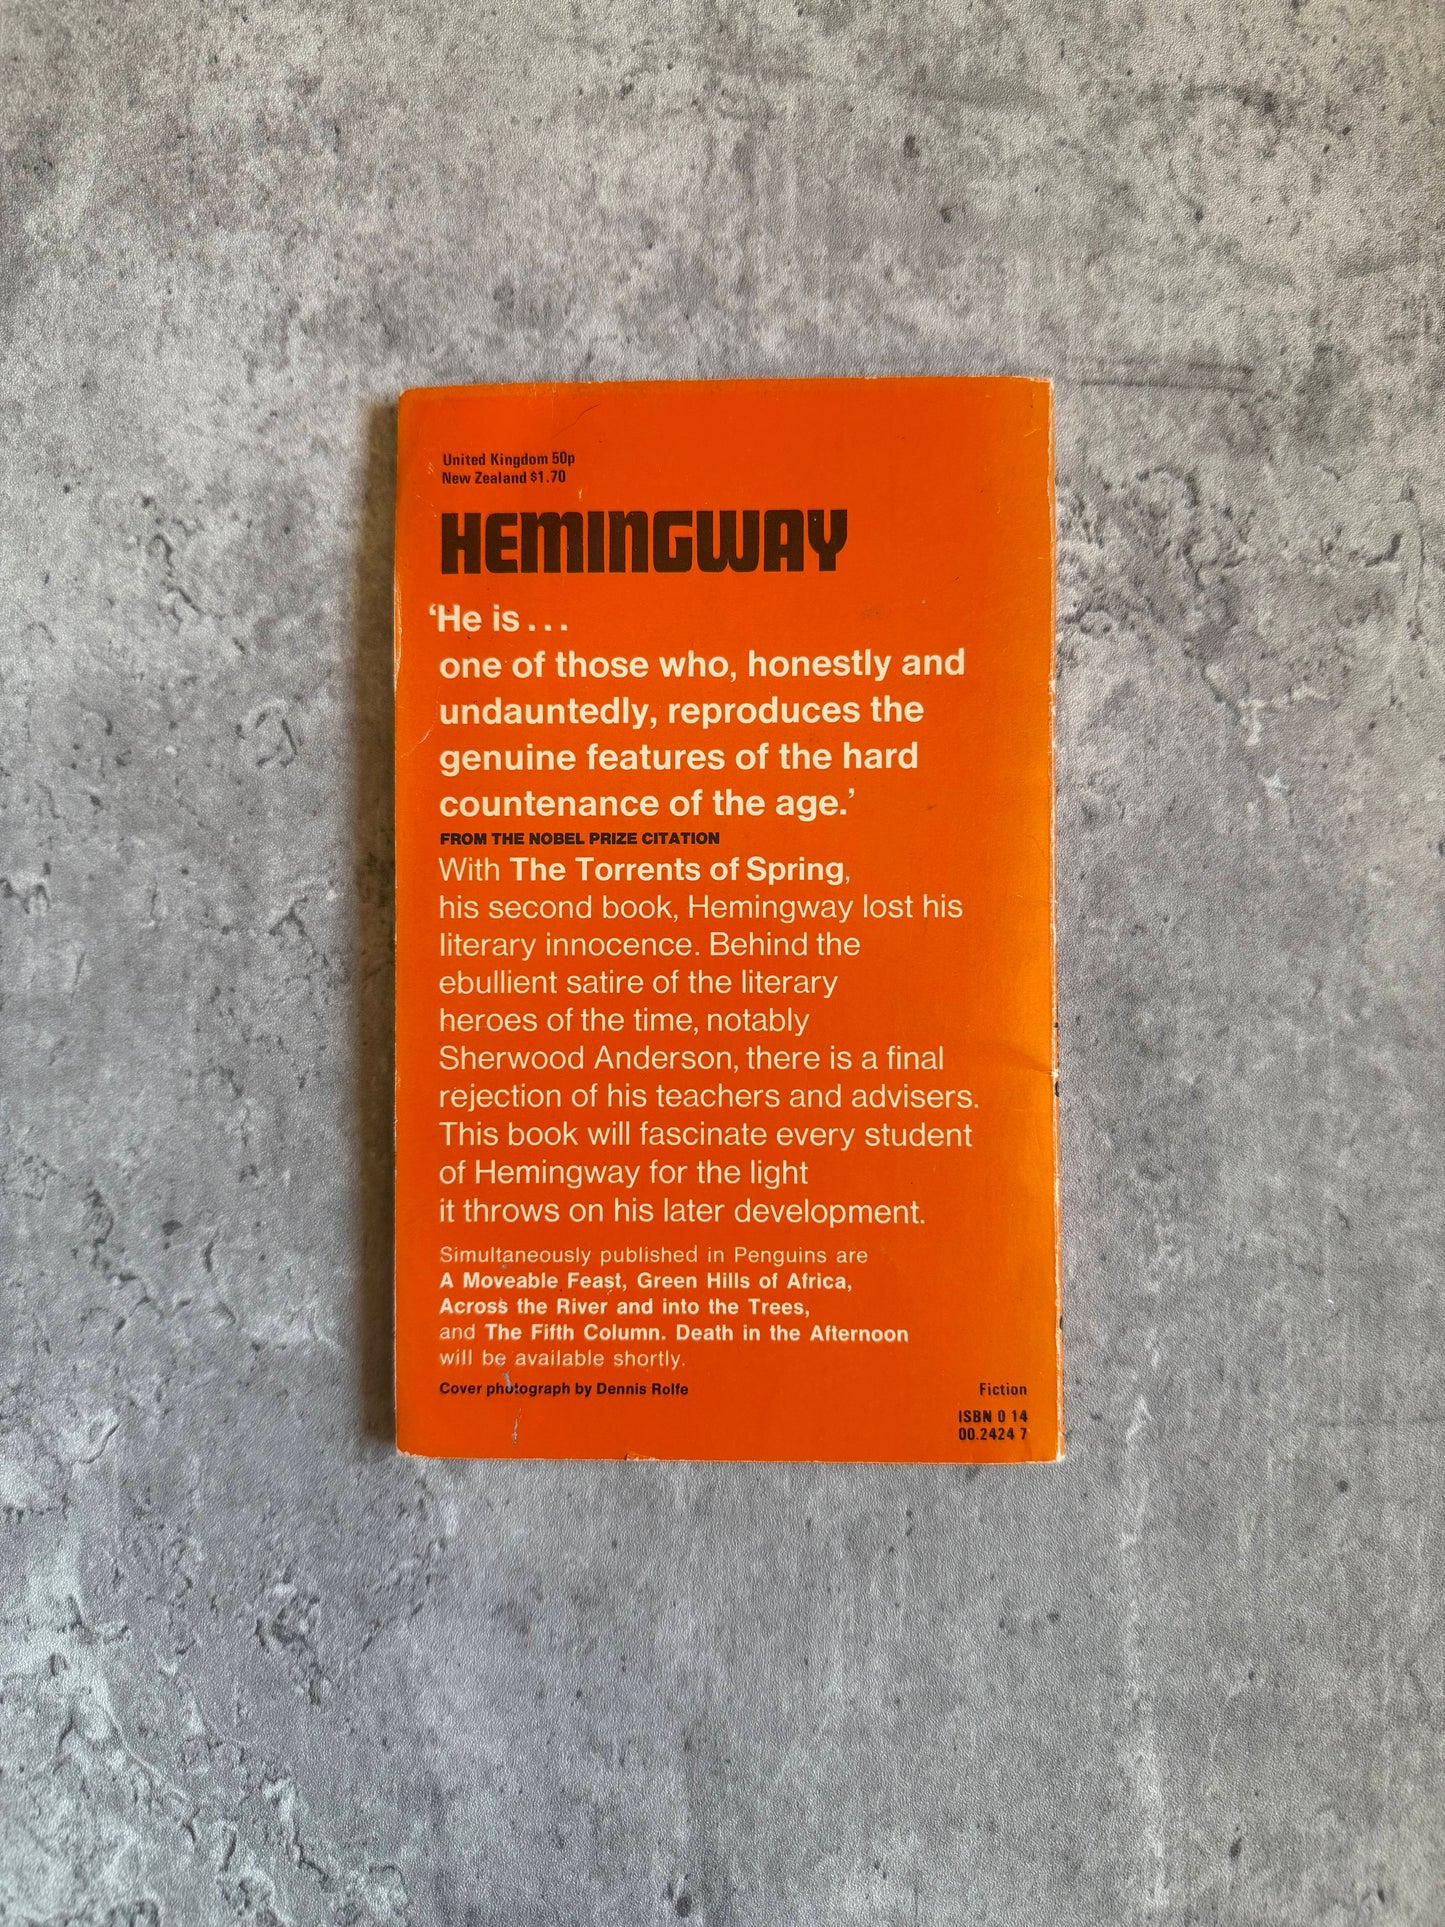 United Kingdom 50p
New Zealand $1.70
HEMINGWAY
‘He is...
one of those who, honestly and
undauntedly, reproduces the
genuine features of the hard
countenance of the age.’
FROM THE NOBEL PRIZE CITATION
With The Torrents of Spring,
his second book, Hemingway lost his
literary innocence. Behind the
ebullient satire of the literary
heroes of the time, notably
Sherwood Anderson, there is a final
rejection of his teachers and advisers.
This book will fascinate every student
of Hemingway for the light
it throws on his later development.
Simultaneously published in Penguins are
A Moveable Feast, Green Hills of Africa,
Across the River and into the Trees,
and The Fifth Column. Death in the Afternoon
will be available shortly.
Cover photograph by Dennis Rolfe
Fiction
ISBN 0 14
00.2424 7